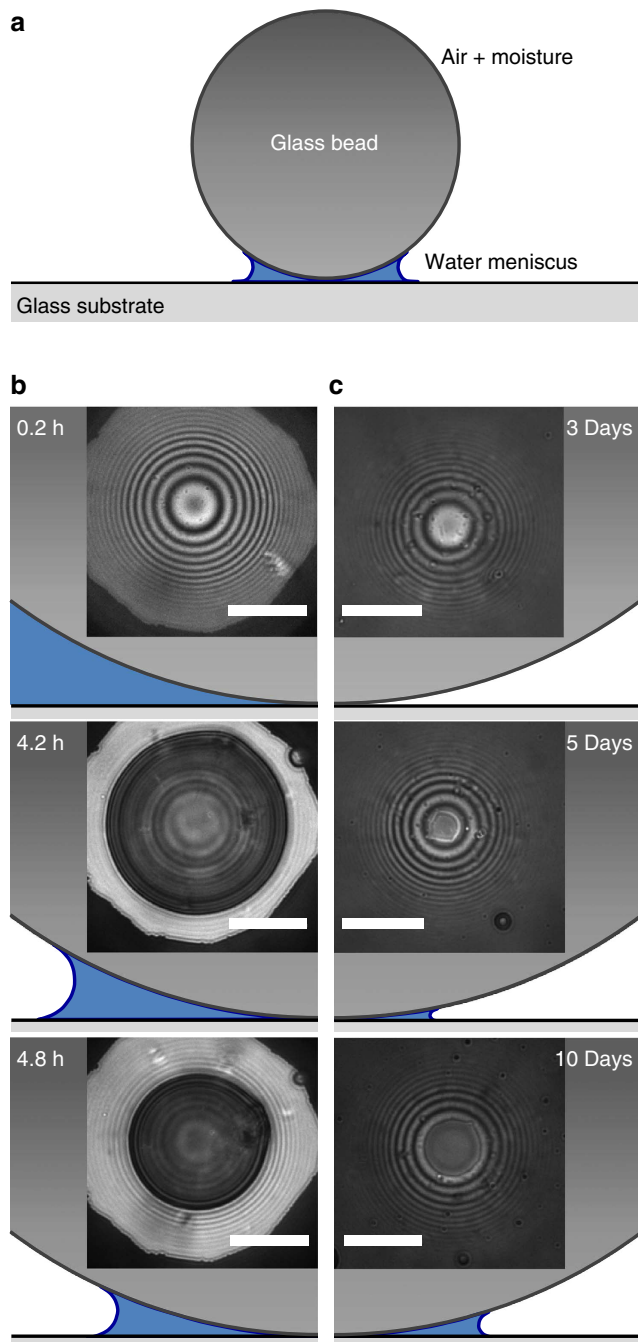 a
Air + moisture
Glass bead
Water meniscus
Glass substrate
b
c
0.2 h
3 Days
4.2 h
5 Days
4.8 h
10 Days